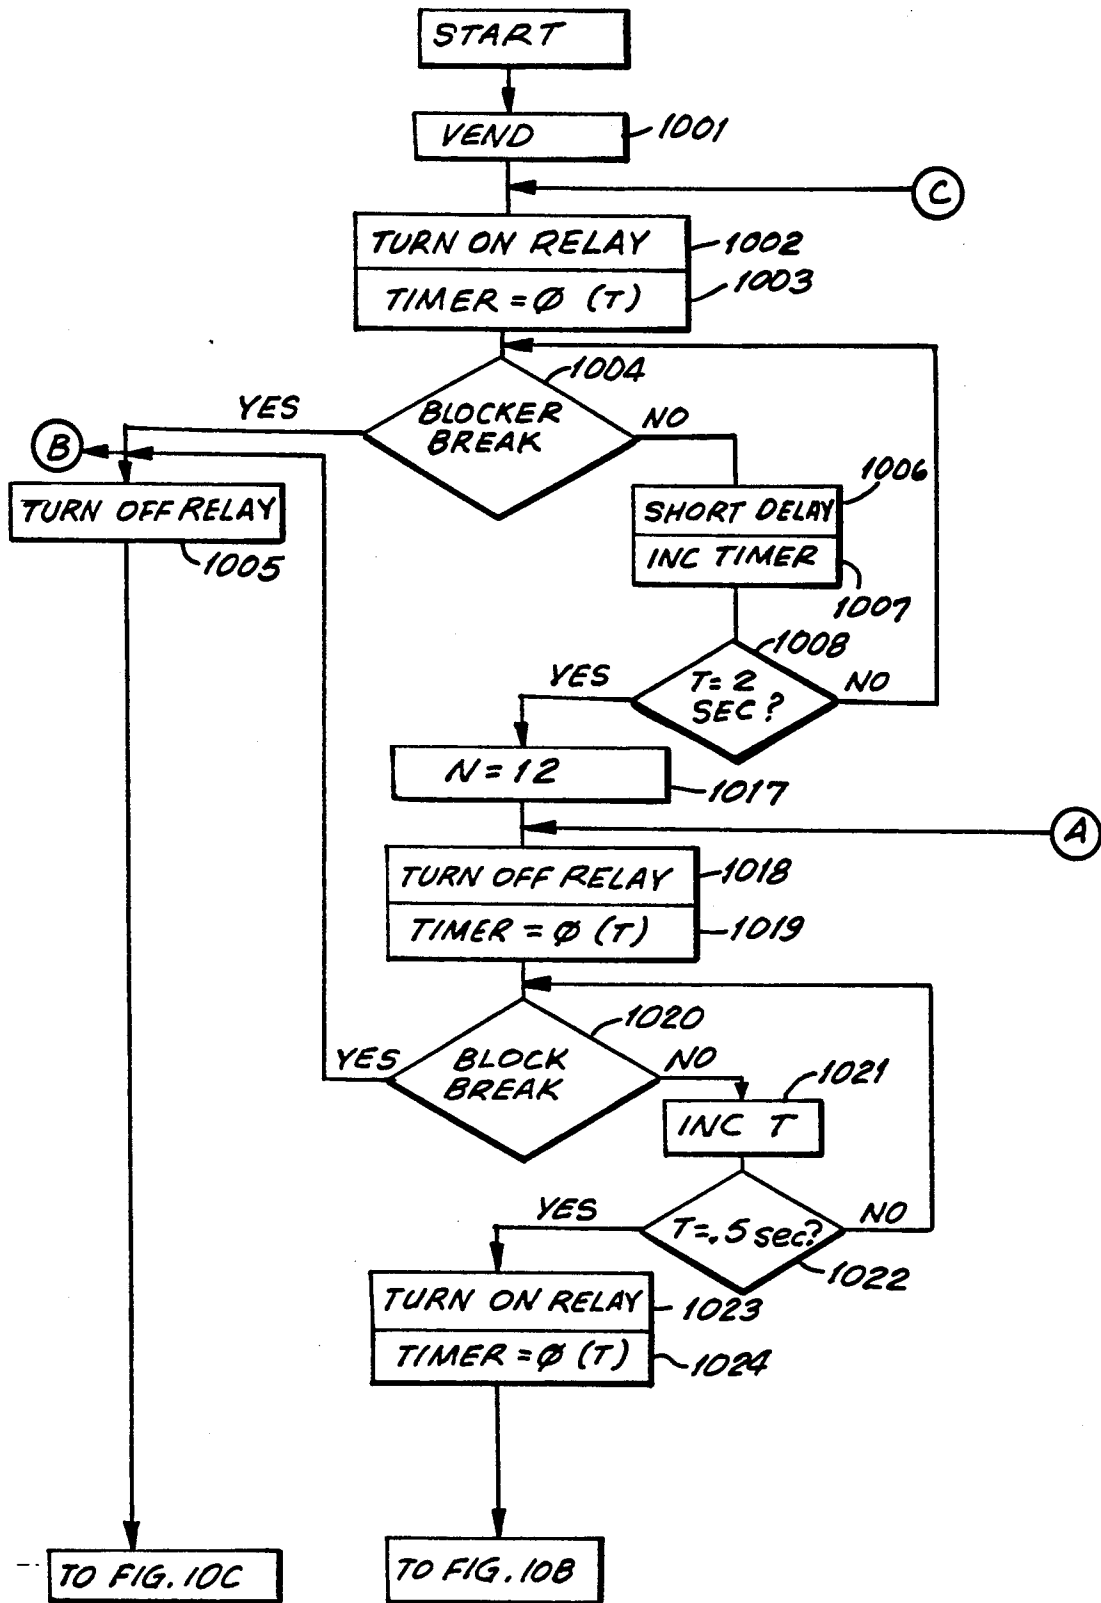 START
VEND
1001
C
TURN ON RELAY
1002
TIMER = Ø (T)
1003
1004
YES
BLOCKER
BREAK
NO
B
TURN OFF RELAY
1005
1006
SHORT DELAY
INC TIMER
1007
1008
YES
T= 2
SEC?
NO
N = 12
1017
A
TURN OFF RELAY
1018
TIMER = Ø (T)
1019
1020
YES
BLOCK
BREAK
NO
1021
INC T
YES
T=.5 sec?
NO
1022
TURN ON RELAY
1023
TIMER = Ø (T)
1024
TO FIG. 10C
TO FIG. 10B